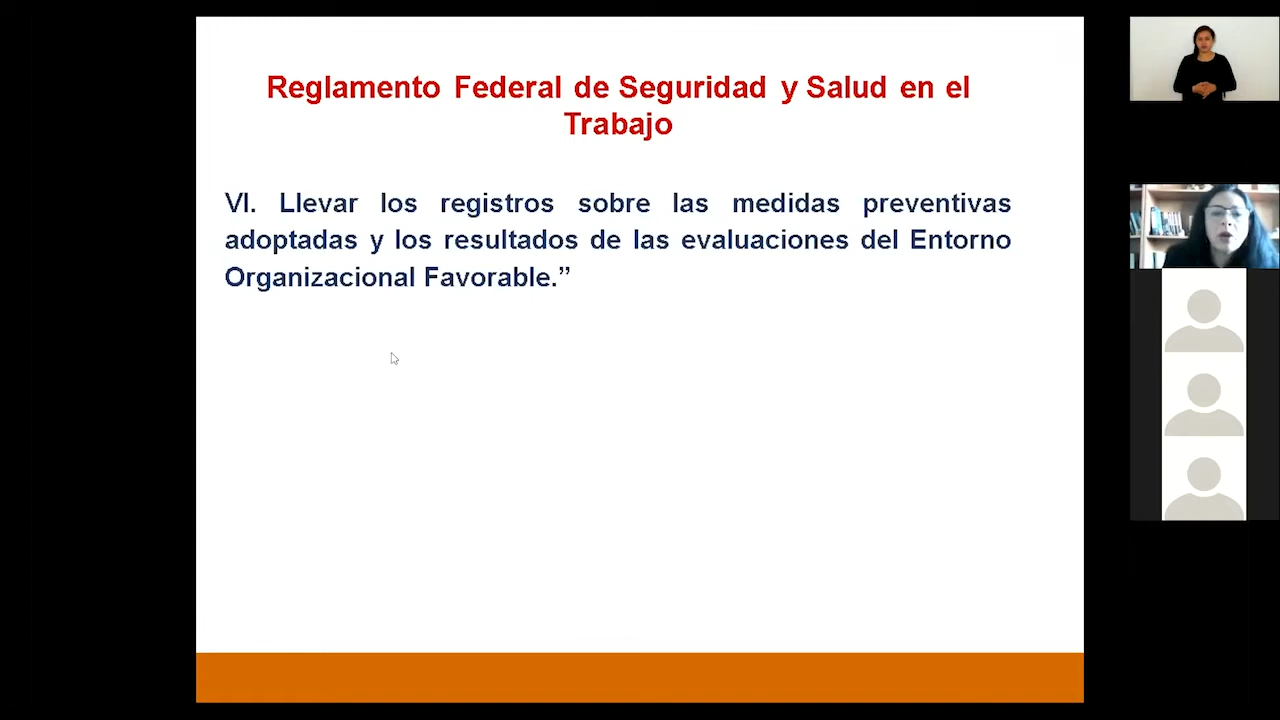 Reglamento Federal de Seguridad y Salud en el
Trabajo
VI. Llevar los registros sobre las medidas preventivas
adoptadas y los resultados de las evaluaciones del Entorno
Organizacional Favorable.”